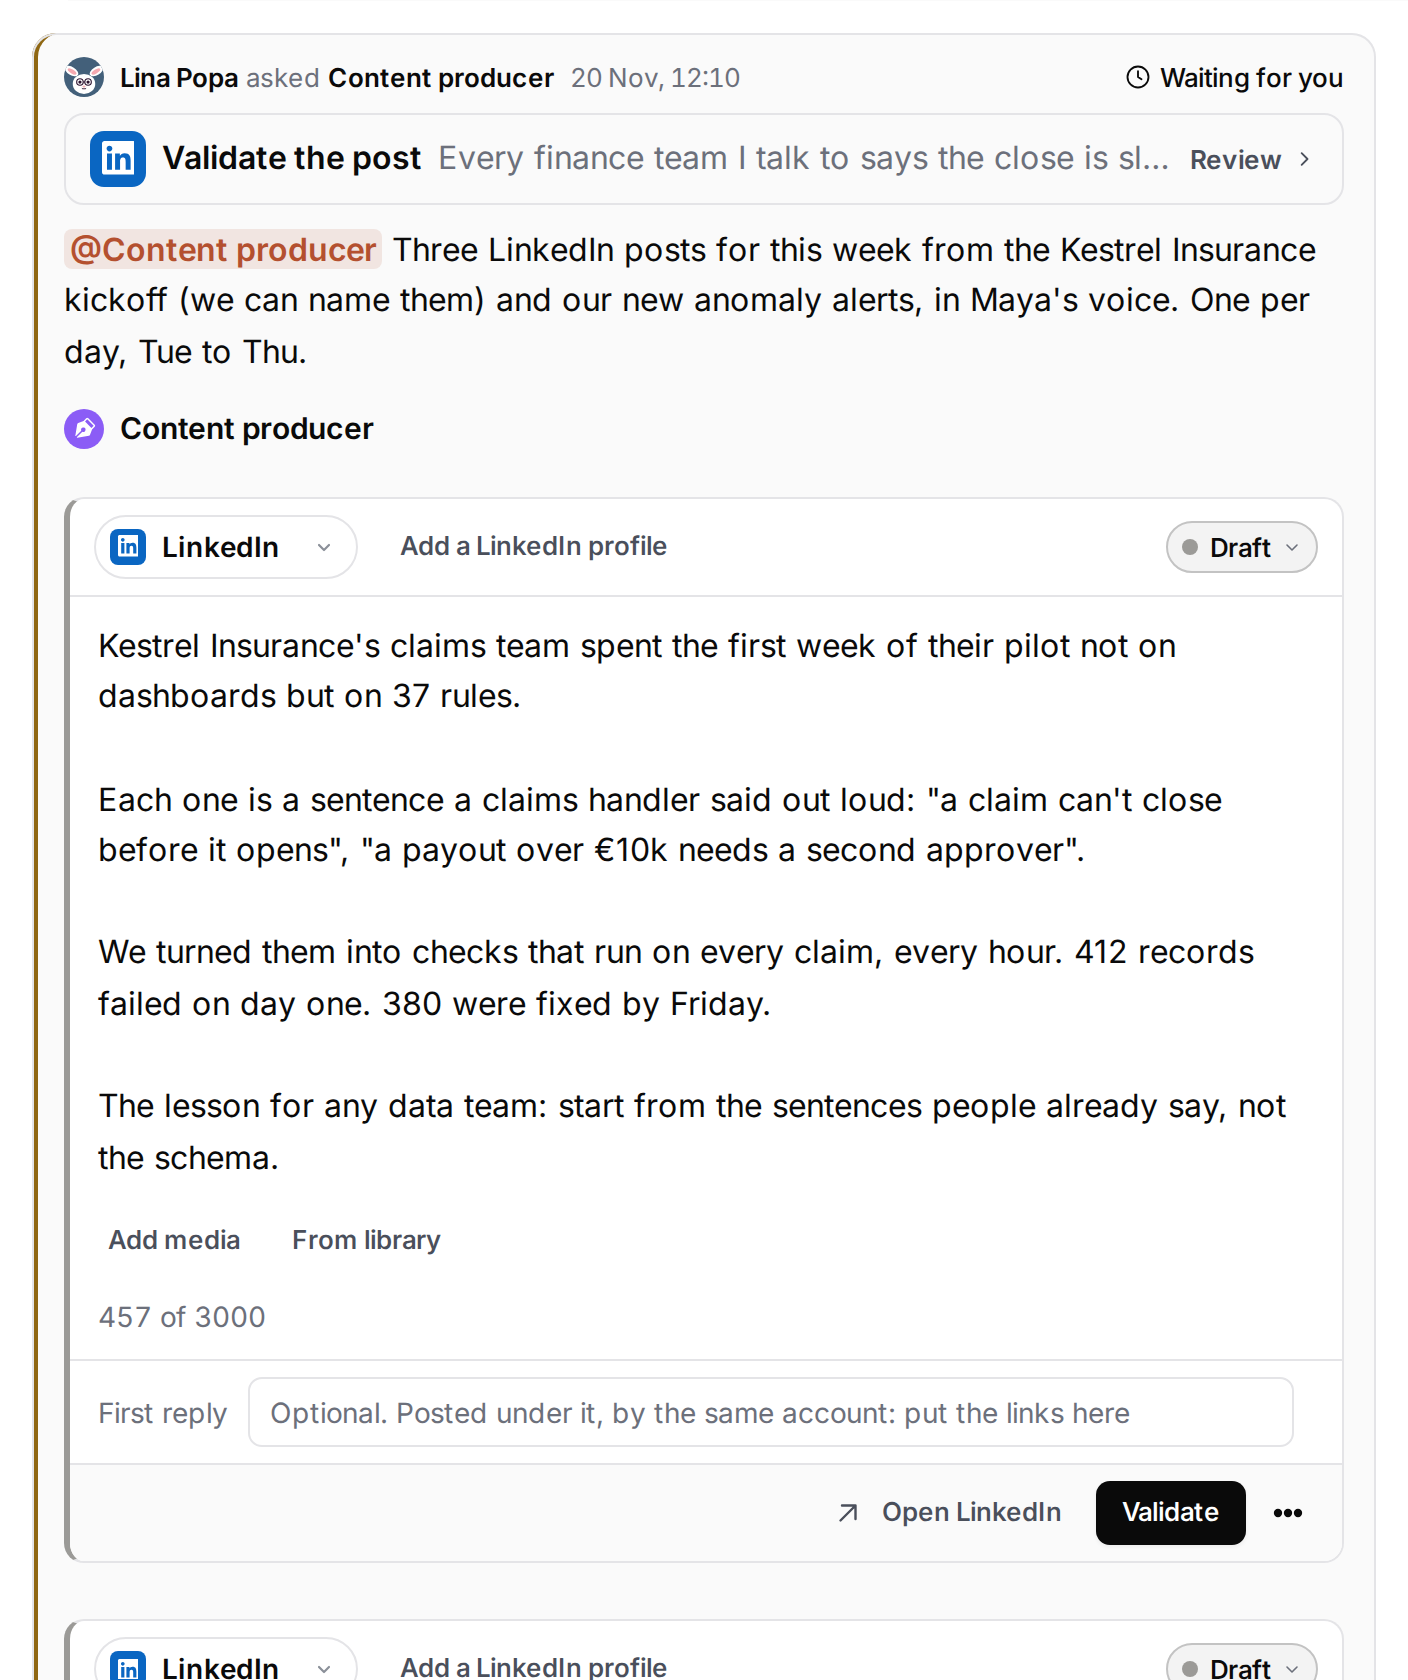 Lina Popa asked Content producer 20 Nov, 12:10
Waiting for you
Validate the post Every finance team I talk to says the close is sl... Review
@Content producer Three LinkedIn posts for this week from the Kestrel Insurance
kickoff (we can name them) and our new anomaly alerts, in Maya's voice. One per
day, Tue to Thu.
Content producer
LinkedIn
Add a LinkedIn profile
Draft
Kestrel Insurance's claims team spent the first week of their pilot not on
dashboards but on 37 rules.
Each one is a sentence a claims handler said out loud: "a claim can't close
before it opens", "a payout over €10k needs a second approver".
We turned them into checks that run on every claim, every hour. 412 records
failed on day one. 380 were fixed by Friday.
The lesson for any data team: start from the sentences people already say, not
the schema.
Add media
From library
457 of 3000
First reply
Optional. Posted under it, by the same account: put the links here
Open LinkedIn
Validate
LinkedIn
Add a LinkedIn profile
Draft